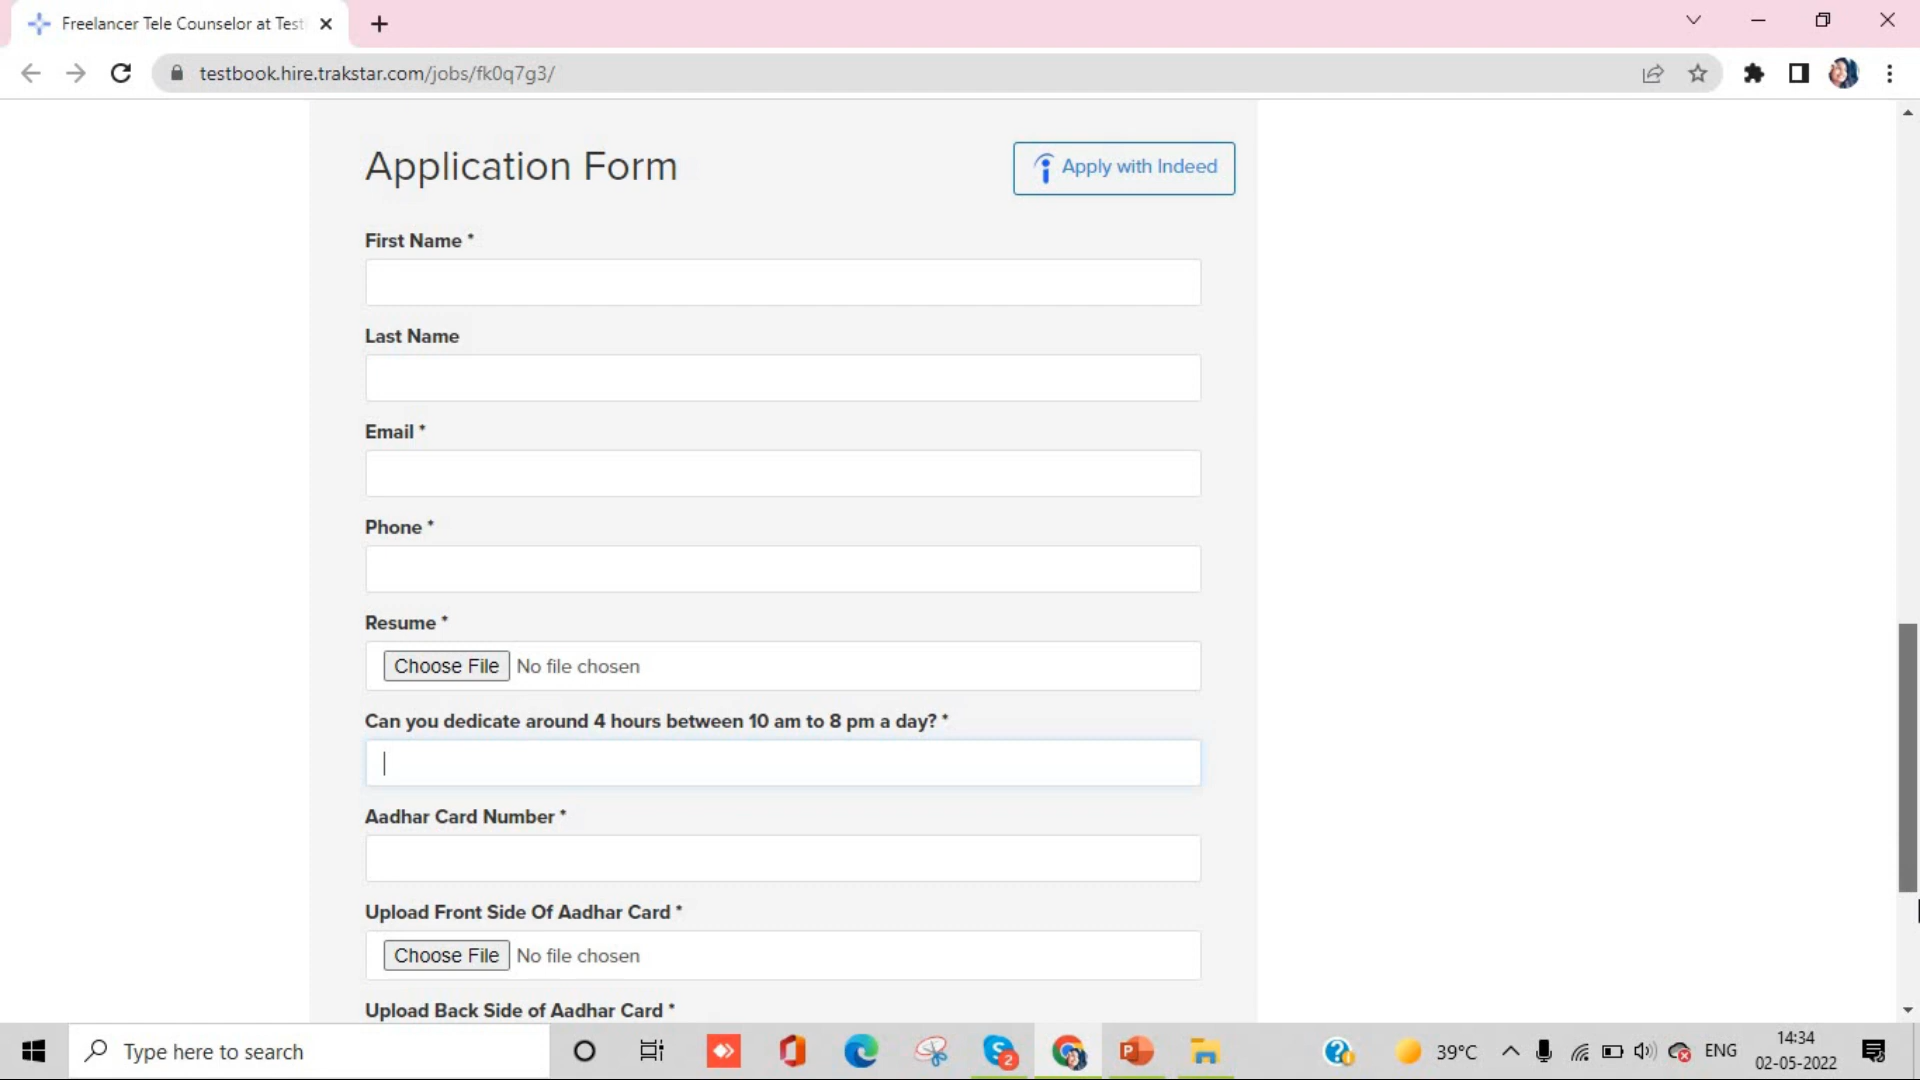 Freelancer Tele Counselor at Test
testbook.hire.trakstar.com/jobs/fk0q7g3/
Application Form
Apply with Indeed
First Name *
Last Name
Email *
Phone *
Resume *
Choose File No file chosen
Can you dedicate around 4 hours between 10 am to 8 pm a day? *
Aadhar Card Number *
Upload Front Side Of Aadhar Card *
Choose File No file chosen
Upload Back Side of Aadhar Card *
Type here to search
2
39°C
ENG
14:34
02-05-2022